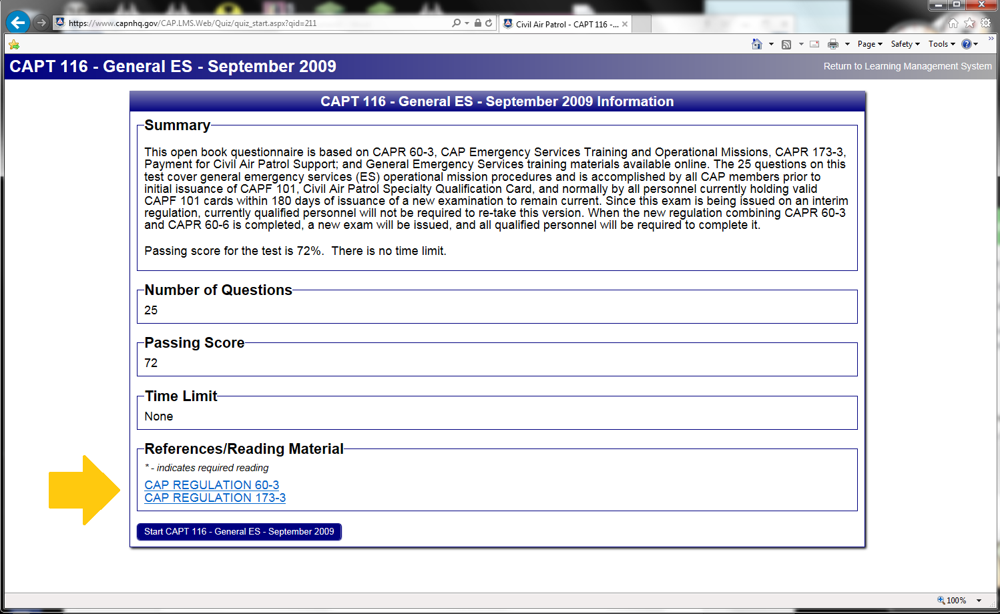 https://www.capnhq.gov/CAP.LMS.Web/Quiz/quiz_start.aspx?qid=211
Civil Air Patrol - CAPT 116 -...
Page
Safety
Tools
CAPT 116 - General ES - September 2009
Return to Learning Management System
CAPT 116 - General ES - September 2009 Information
Summary
This open book questionnaire is based on CAPR 60-3, CAP Emergency Services Training and Operational Missions, CAPR 173-3,
Payment for Civil Air Patrol Support; and General Emergency Services training materials available online. The 25 questions on this
test cover general emergency services (ES) operational mission procedures and is accomplished by all CAP members prior to
initial issuance of CAPF 101, Civil Air Patrol Specialty Qualification Card, and normally by all personnel currently holding valid
CAPF 101 cards within 180 days of issuance of a new examination to remain current. Since this exam is being issued on an interim
regulation, currently qualified personnel will not be required to re-take this version. When the new regulation combining CAPR 60-3
and CAPR 60-6 is completed, a new exam will be issued, and all qualified personnel will be required to complete it.
Passing score for the test is 72%. There is no time limit.
Number of Questions
25
Passing Score
72
Time Limit
None
References/Reading Material
* - indicates required reading
CAP REGULATION 60-3
CAP REGULATION 173-3
Start CAPT 116 - General ES - September 2009
100%